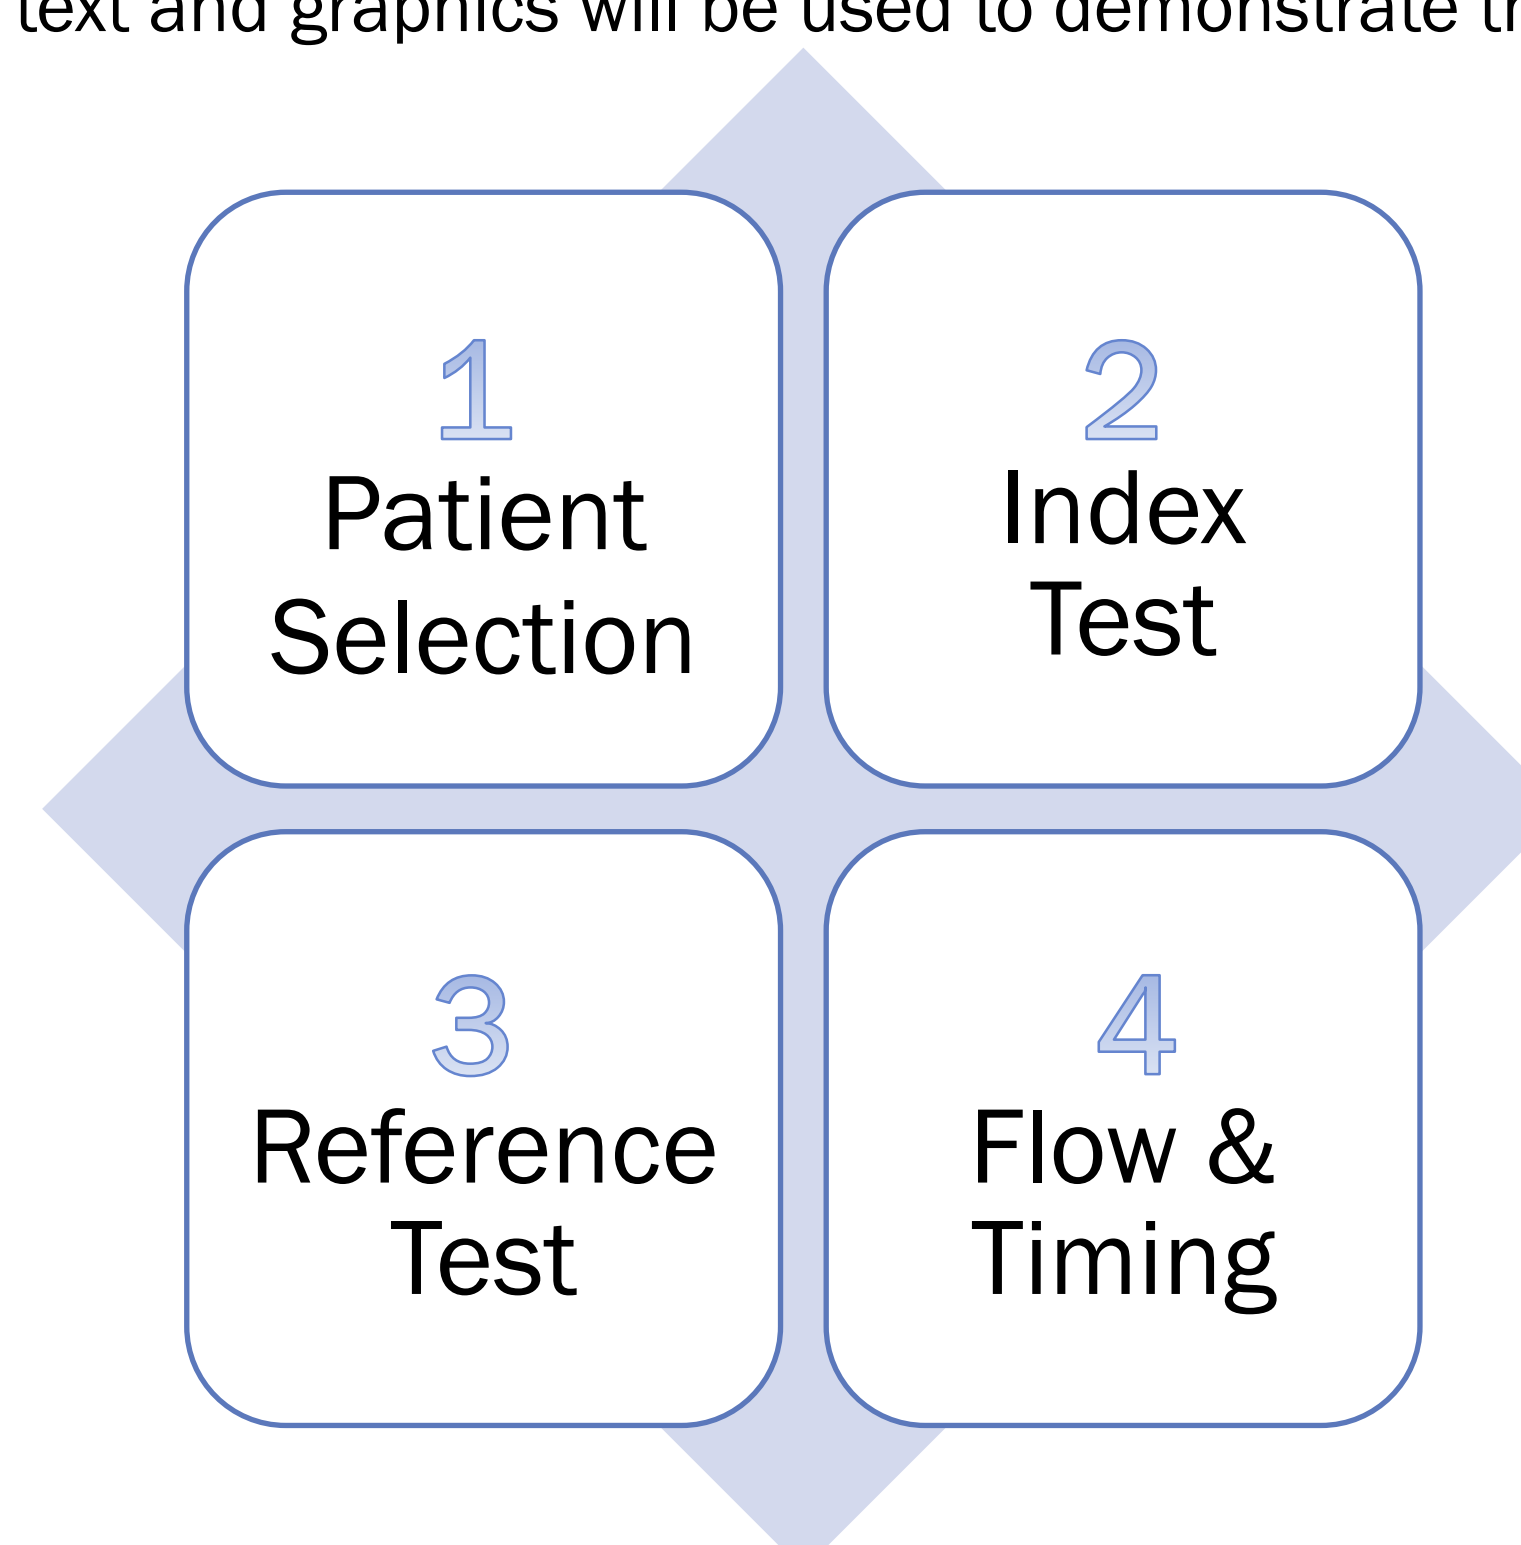 text and graphics will be used to demonstrate
1
Patient
Selection
2
Index
Test
3
Reference
Test
4
Flow &
Timing